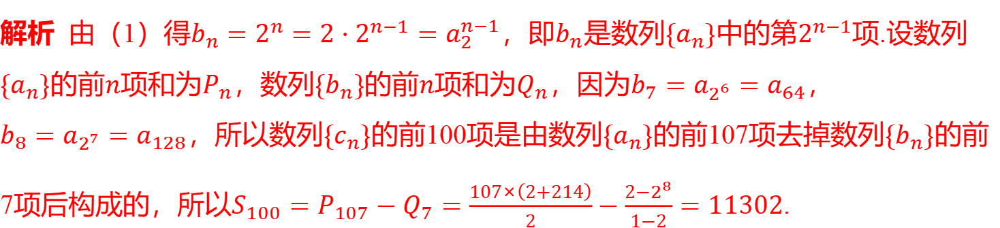 解析 由（1）得$b_n = 2^n = 2 \cdot 2^{n-1} = a_2^{n-1}$，即$b_n$是数列$\{a_n\}$中的第$2^{n-1}$项.设数列
$\{a_n\}$的前$n$项和为$P_n$，数列$\{b_n\}$的前$n$项和为$Q_n$，因为$b_7 = a_{2^6} = a_{64}$，
$b_8 = a_{2^7} = a_{128}$，所以数列$\{c_n\}$的前100项是由数列$\{a_n\}$的前107项去掉数列$\{b_n\}$的前
7项后构成的，所以$S_{100} = P_{107} - Q_7 = \frac{107×(2+214)}{2} - \frac{2-2^8}{1-2} = 11302$.